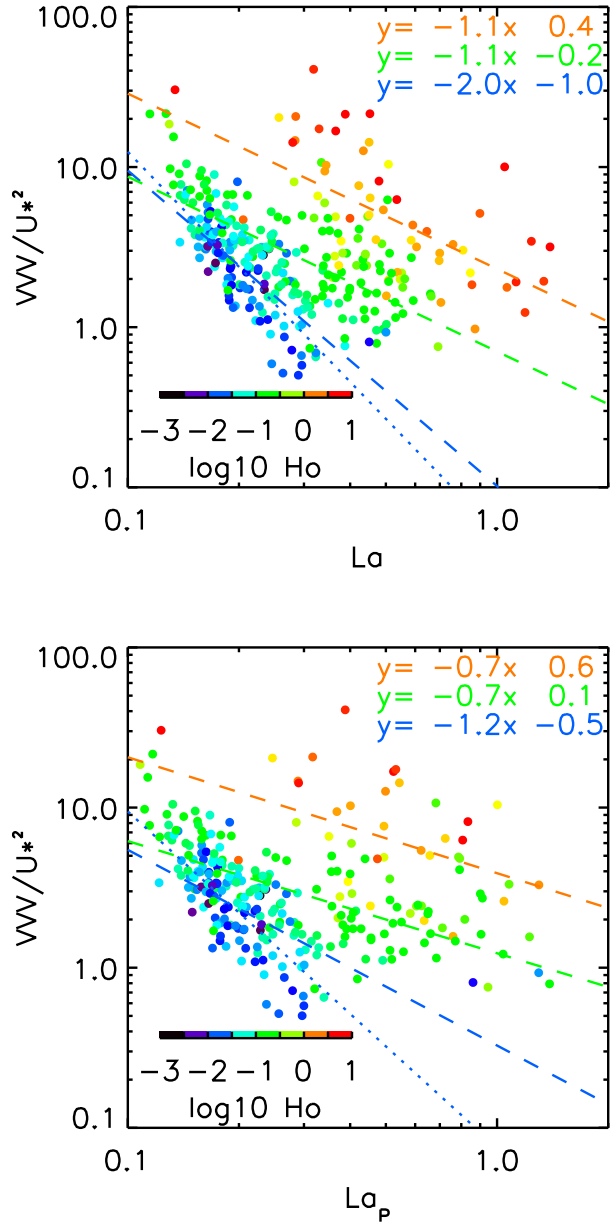 100.0
y= −1.1x 0.4
y= −1.1x −0.2
y= −2.0x −1.0
10.0
VVV/U*²
1.0
−3 −2 −1 0 1
log10 Ho
0.1
0.1 1.0
La
100.0
y= −0.7x 0.6
y= −0.7x 0.1
y= −1.2x −0.5
10.0
VVV/U*²
1.0
−3 −2 −1 0 1
log10 Ho
0.1
0.1 1.0
Laₚ